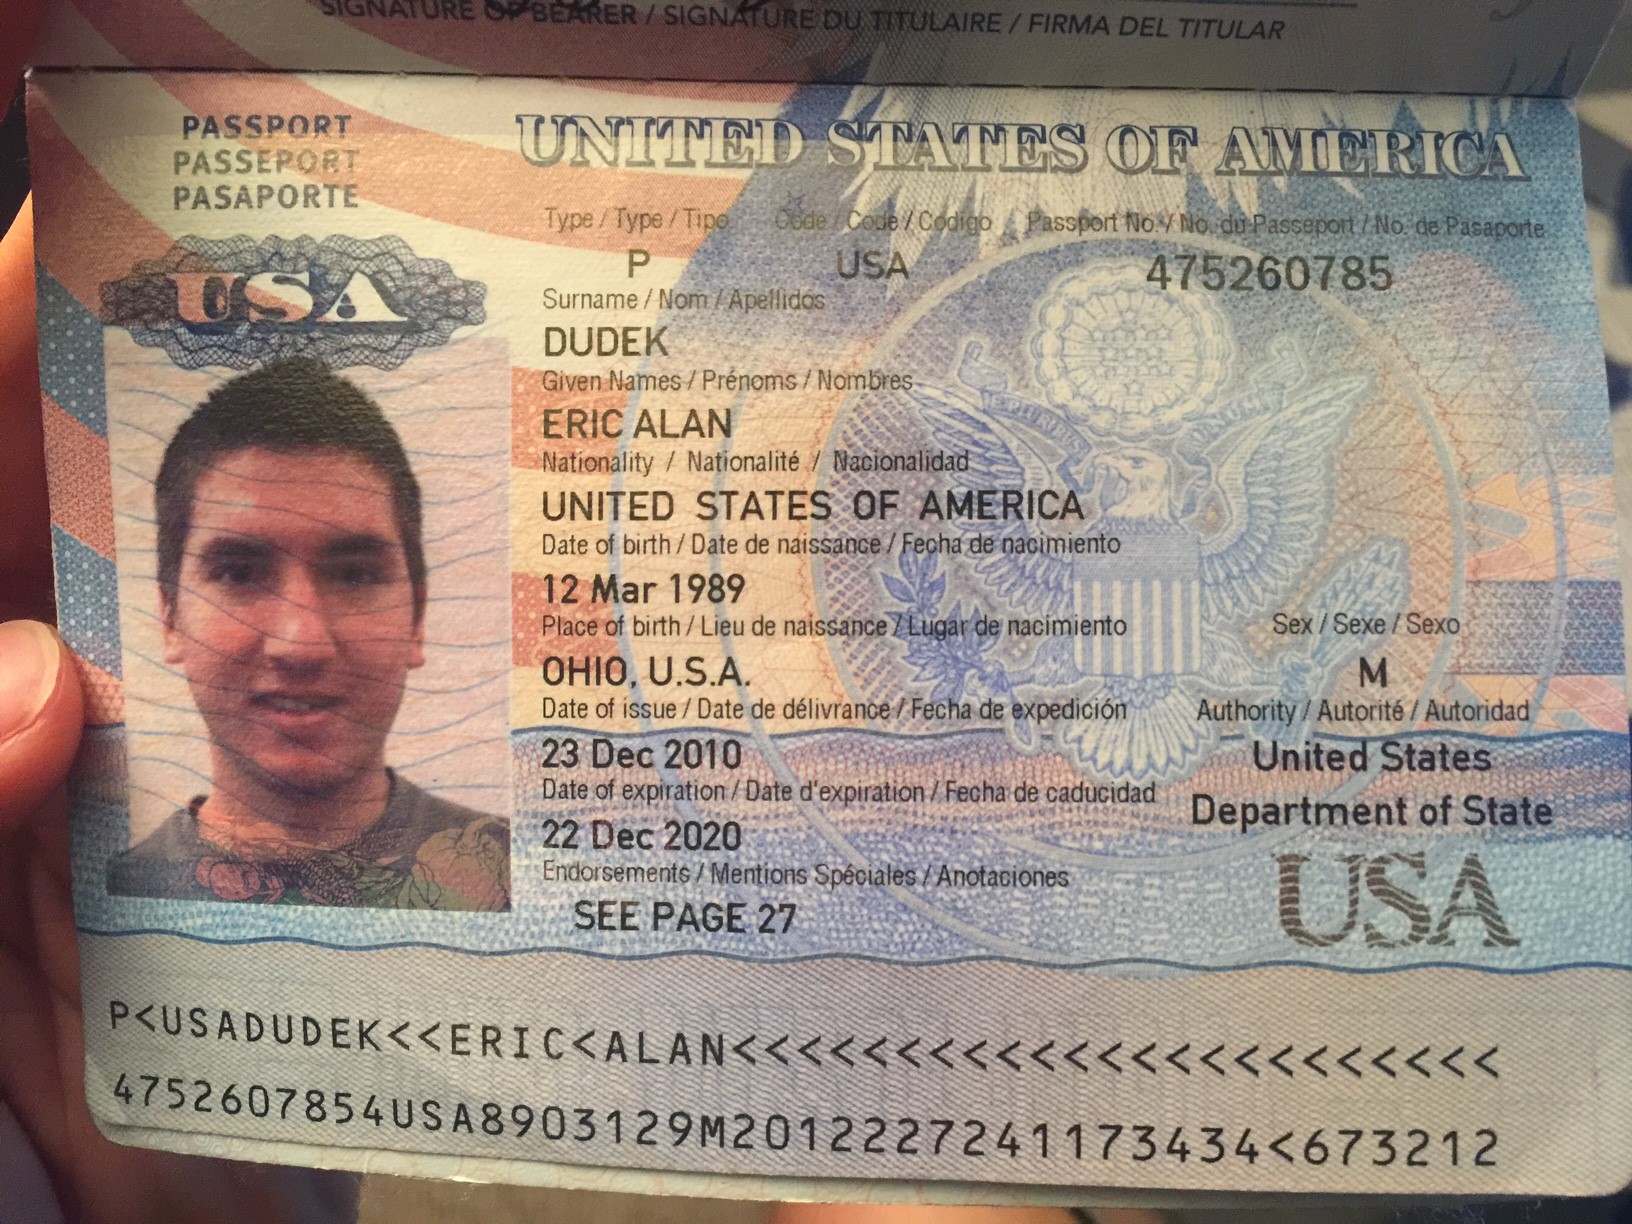 SIGNATURE OF BEARER / SIGNATURE DU TITULAIRE / FIRMA DEL TITULAR
PASSPORT
PASSEPORT
PASAPORTE
UNITED STATES OF AMERICA
USA
Type / Type / Tipo Code / Code / Código Passport No. / No. du Passeport / No. de Pasaporte
P USA 475260785
Surname / Nom / Apellidos
DUDEK
Given Names / Prénoms / Nombres
ERIC ALAN
Nationality / Nationalité / Nacionalidad
UNITED STATES OF AMERICA
Date of birth / Date de naissance / Fecha de nacimiento
12 Mar 1989
Place of birth / Lieu de naissance / Lugar de nacimiento Sex / Sexe / Sexo
OHIO, U.S.A. M
Date of issue / Date de délivrance / Fecha de expedición Authority / Autorité / Autoridad
23 Dec 2010 United States
Date of expiration / Date d'expiration / Fecha de caducidad Department of State
22 Dec 2020
Endorsements / Mentions Spéciales / Anotaciones USA
SEE PAGE 27
P<USADUDEK<<ERIC<ALAN<<<<<<<<<<<<<<<<<<<<<<<
4752607854USA8903129M2012227241173434<673212